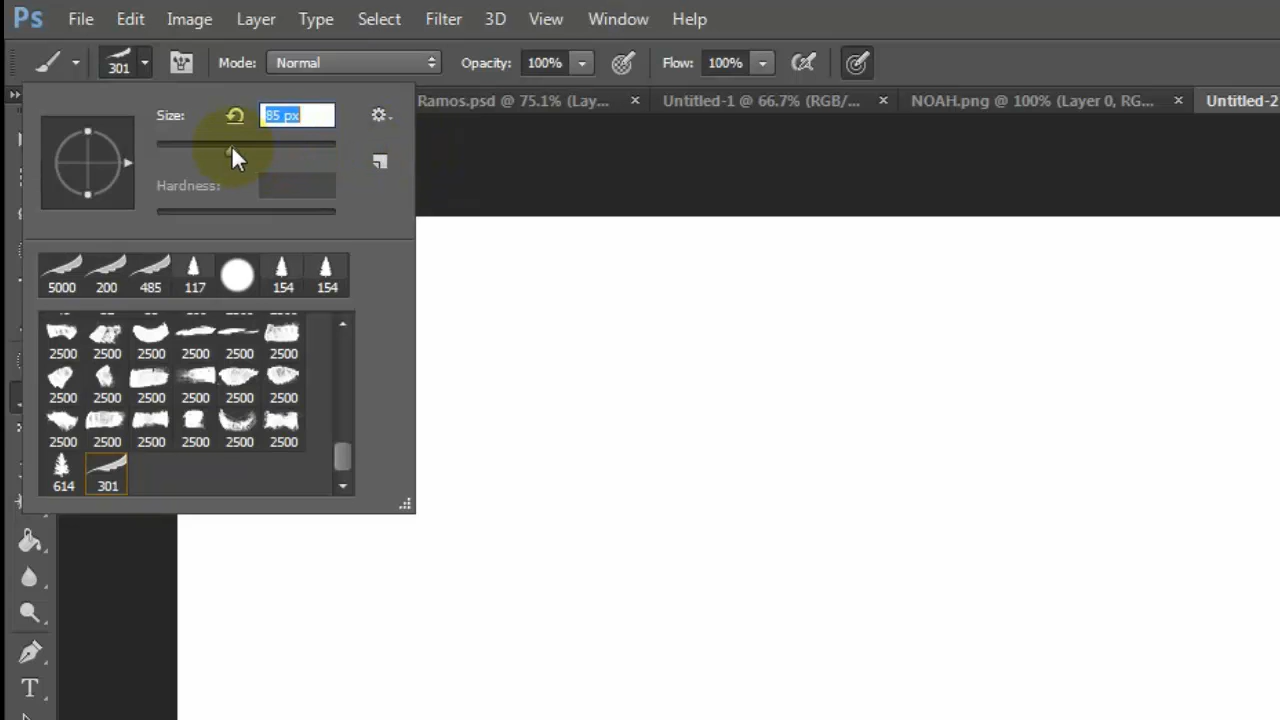 Ps File Edit Image Layer Type Select Filter 3D View Window Help
301 Mode: Normal Opacity: 100% Flow: 100%
Ramos.psd @ 75.1% (Lay... × Untitled-1 @ 66.7% (RGB/... × NOAH.png @ 100% (Layer 0, RG... × Untitled-2
Size: 85 px
Hardness:
5000 200 485 117 154 154
2500 2500 2500 2500 2500 2500
2500 2500 2500 2500 2500 2500
2500 2500 2500 2500 2500 2500
614 301
T